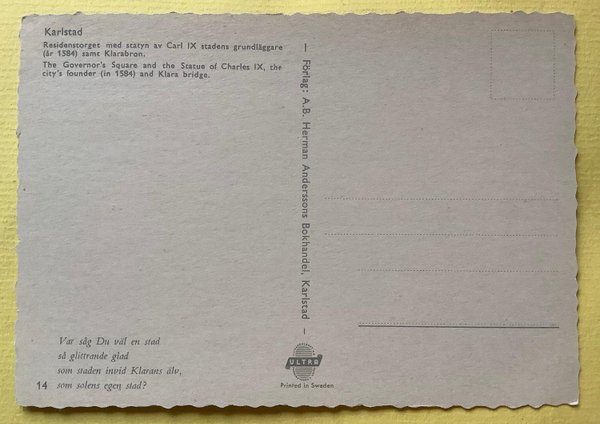 Karlstad
Residenstorget med statyn av Carl IX stadens grundläggare
(år 1584) samt Klarabron.
The Governor's Square and the Statue of Charles IX, the
city's founder (in 1584) and Klara bridge.
— Förlag: A.B. Herman Anderssons Bokhandel, Karlstad —
Var såg Du väl en stad
så glittrande glad
som staden invid Klarans älv,
14 som solens egen stad?
ULTRA
Printed in Sweden